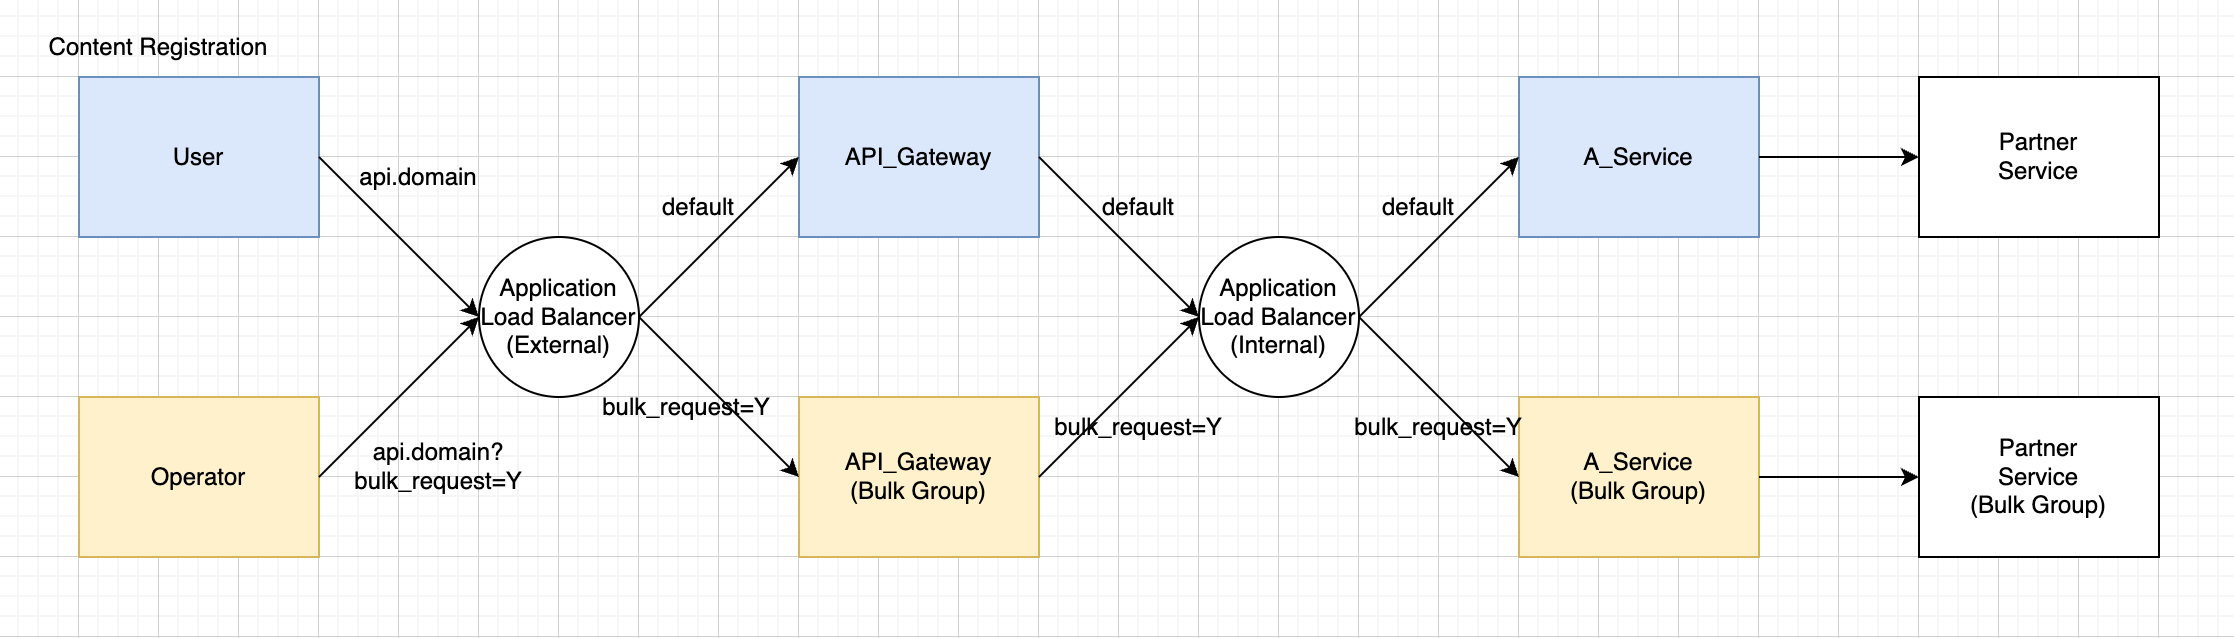 Content Registration
User
api.domain
Application
Load Balancer
(External)
default
API_Gateway
default
Application
Load Balancer
(Internal)
default
A_Service
Partner
Service
Operator
api.domain?
bulk_request=Y
bulk_request=Y
API_Gateway
(Bulk Group)
bulk_request=Y
bulk_request=Y
A_Service
(Bulk Group)
Partner
Service
(Bulk Group)